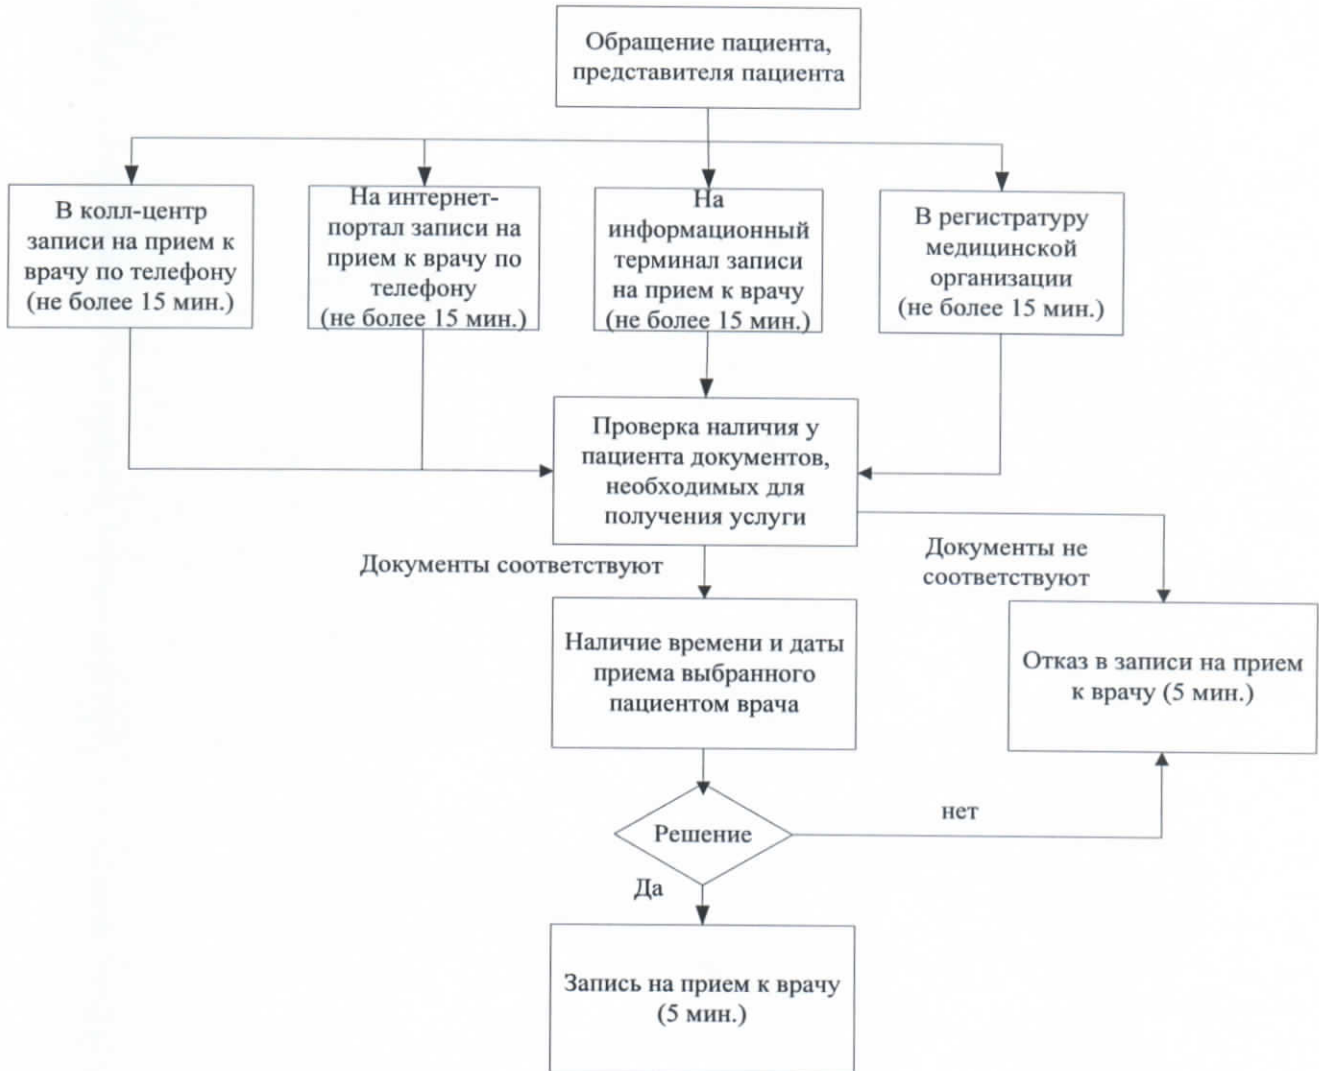 Обращение пациента,
представителя пациента
В колл-центр
записи на прием к
врачу по телефону
(не более 15 мин.)
На интернет-
портал записи на
прием к врачу по
телефону
(не более 15 мин.)
На
информационный
терминал записи
на прием к врачу
(не более 15 мин.)
В регистратуру
медицинской
организации
(не более 15 мин.)
Проверка наличия у
пациента документов,
необходимых для
получения услуги
Документы соответствуют
Документы не
соответствуют
Наличие времени и даты
приема выбранного
пациентом врача
Отказ в записи на прием
к врачу (5 мин.)
Решение
нет
Да
Запись на прием к врачу
(5 мин.)